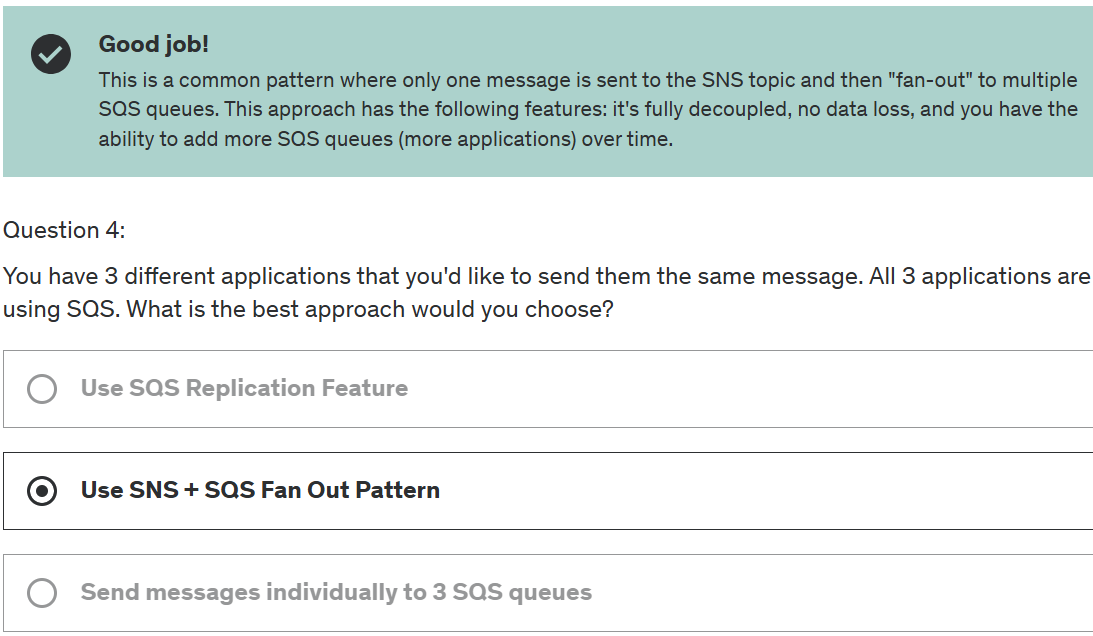 Good job!
This is a common pattern where only one message is sent to the SNS topic and then "fan-out" to multiple
SQS queues. This approach has the following features: it's fully decoupled, no data loss, and you have the
ability to add more SQS queues (more applications) over time.
Question 4:
You have 3 different applications that you'd like to send them the same message. All 3 applications are
using SQS. What is the best approach would you choose?
Use SQS Replication Feature
Use SNS + SQS Fan Out Pattern
Send messages individually to 3 SQS queues